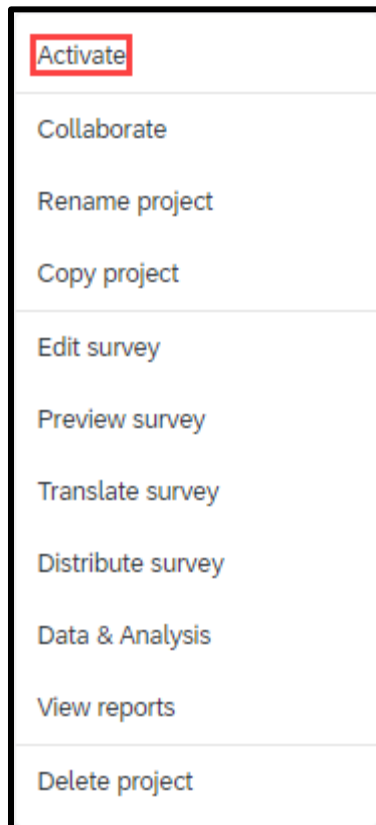 Activate
Collaborate
Rename project
Copy project
Edit survey
Preview survey
Translate survey
Distribute survey
Data & Analysis
View reports
Delete project